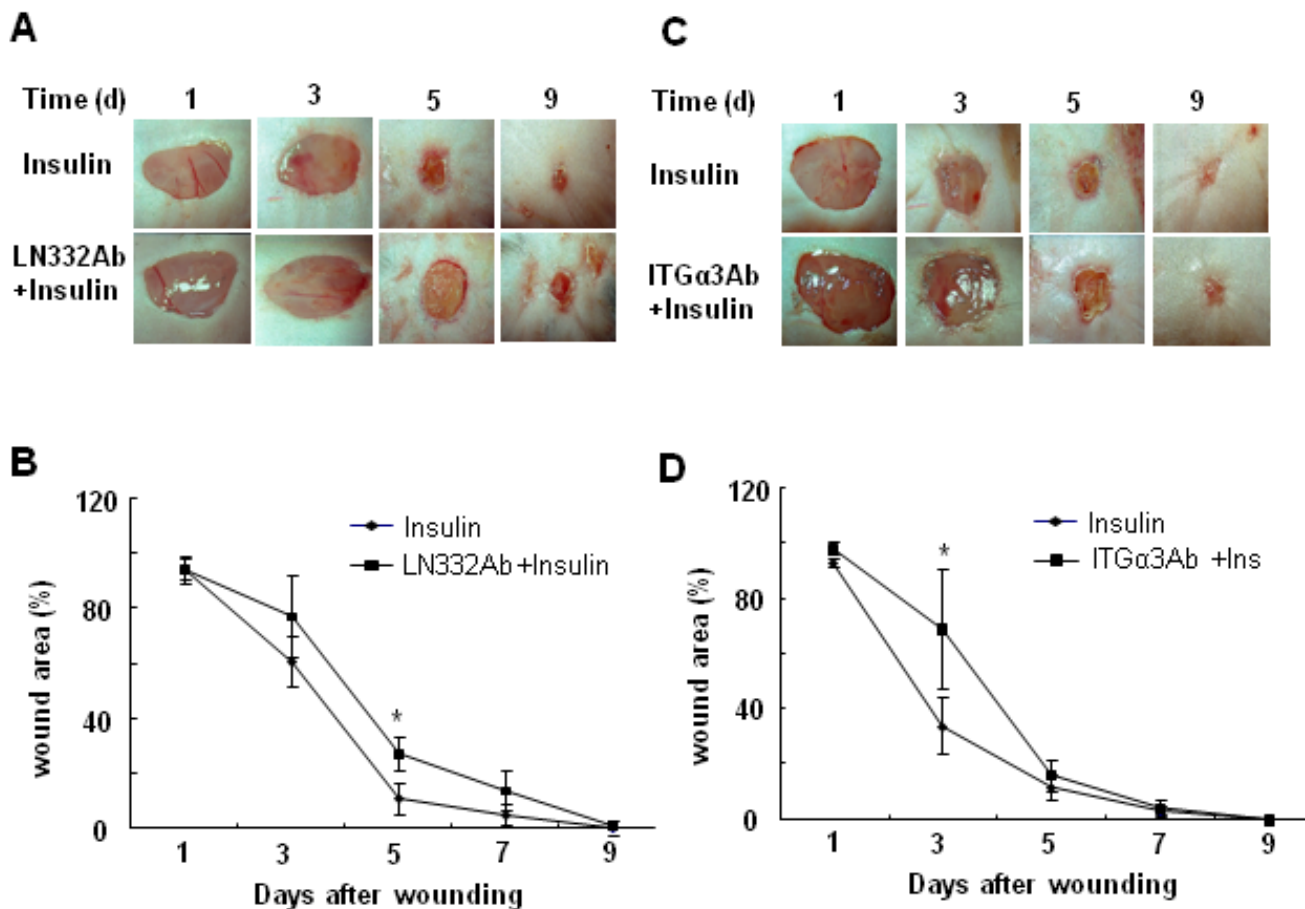 A
Time (d) 1 3 5 9
Insulin
LN332Ab
+Insulin
C
Time (d) 1 3 5 9
Insulin
ITGα3Ab
+Insulin
B
120
80
40
0
wound area (%)
Insulin
LN332Ab+Insulin
*
1 3 5 7 9
Days after wounding
D
120
80
40
0
wound area (%)
Insulin
ITGα3Ab +Ins
*
1 3 5 7 9
Days after wounding